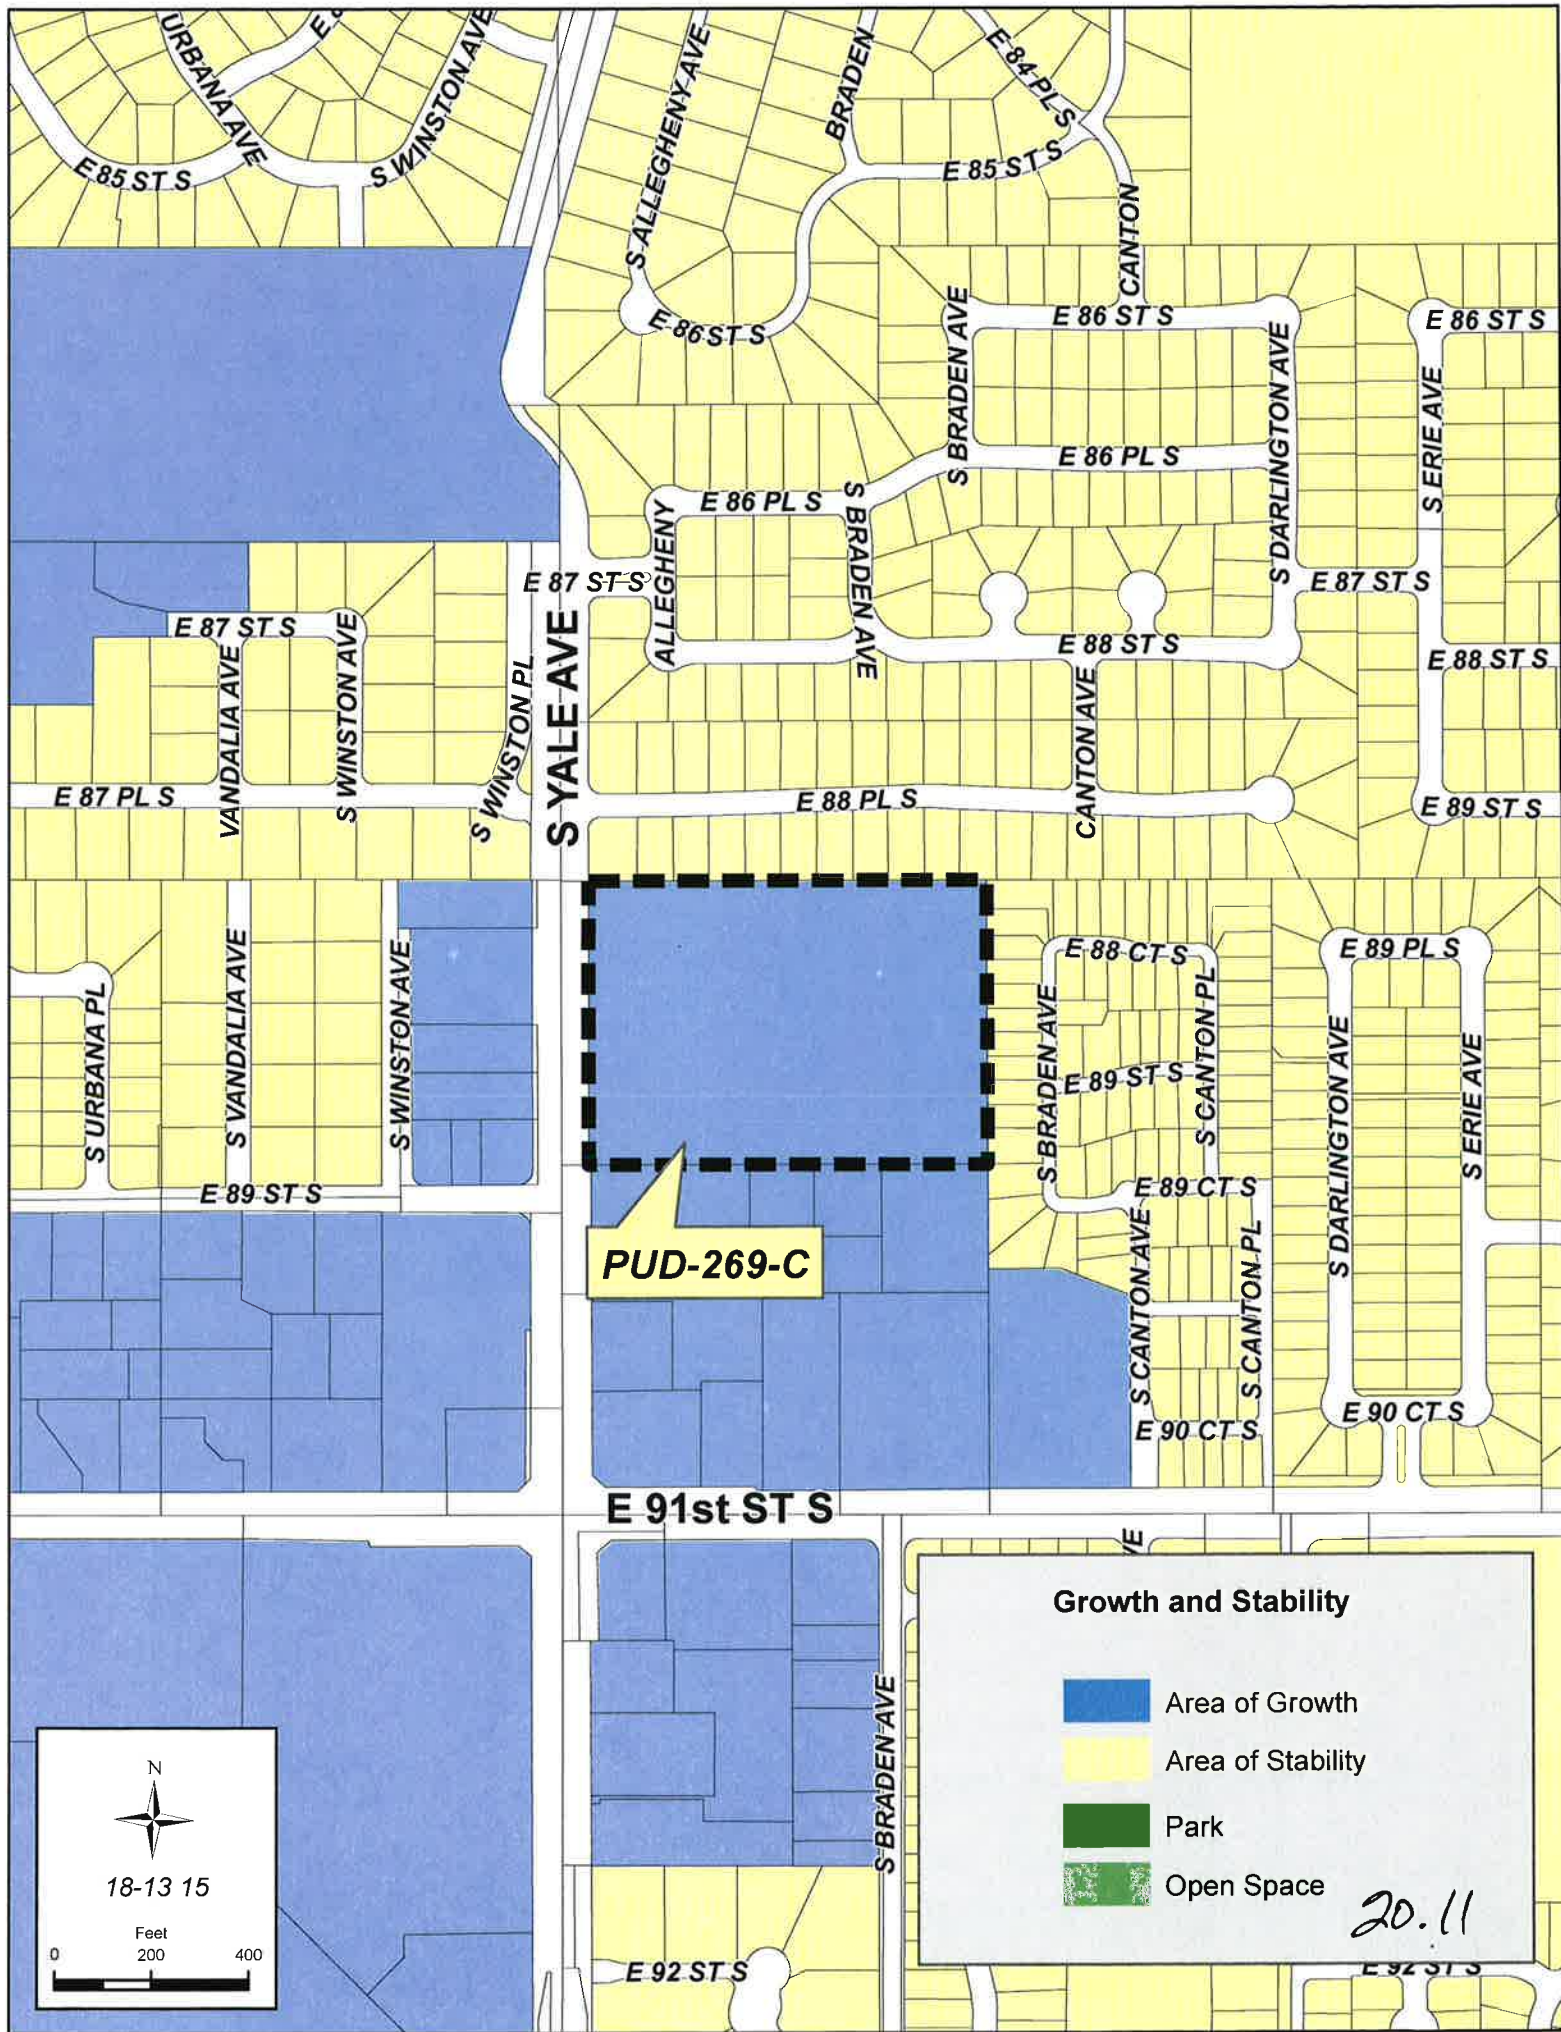 URBANA AVE
S WINSTON AVE
E 85 ST S
S ALLEGHENY AVE
BRADEN
E 84 PL S
E 85 ST S
CANTON
E 86 ST S
S BRADEN AVE
E 86 ST S
E 86 ST S
S DARLINGTON AVE
S ERIE AVE
E 86 PL S
E 86 PL S
S BRADEN AVE
ALLEGHENY
E 87 ST S
E 87 ST S
E 87 ST S
VANDALIA AVE
S WINSTON AVE
S WINSTON PL
S YALE AVE
E 88 ST S
E 88 ST S
CANTON AVE
E 87 PL S
E 88 PL S
E 89 ST S
S URBANA PL
S VANDALIA AVE
S WINSTON AVE
E 88 CT S
E 89 PL S
S BRADEN AVE
S CANTON PL
E 89 ST S
S DARLINGTON AVE
S ERIE AVE
E 89 ST S
E 89 CT S
PUD-269-C
S CANTON AVE
S CANTON PL
E 90 CT S
E 90 CT S
E 91st ST S
VE
S BRADEN AVE
Growth and Stability
Area of Growth
Area of Stability
Park
Open Space
20.11
N
18-13 15
Feet
0 200 400
E 92 ST S
E 92 ST S